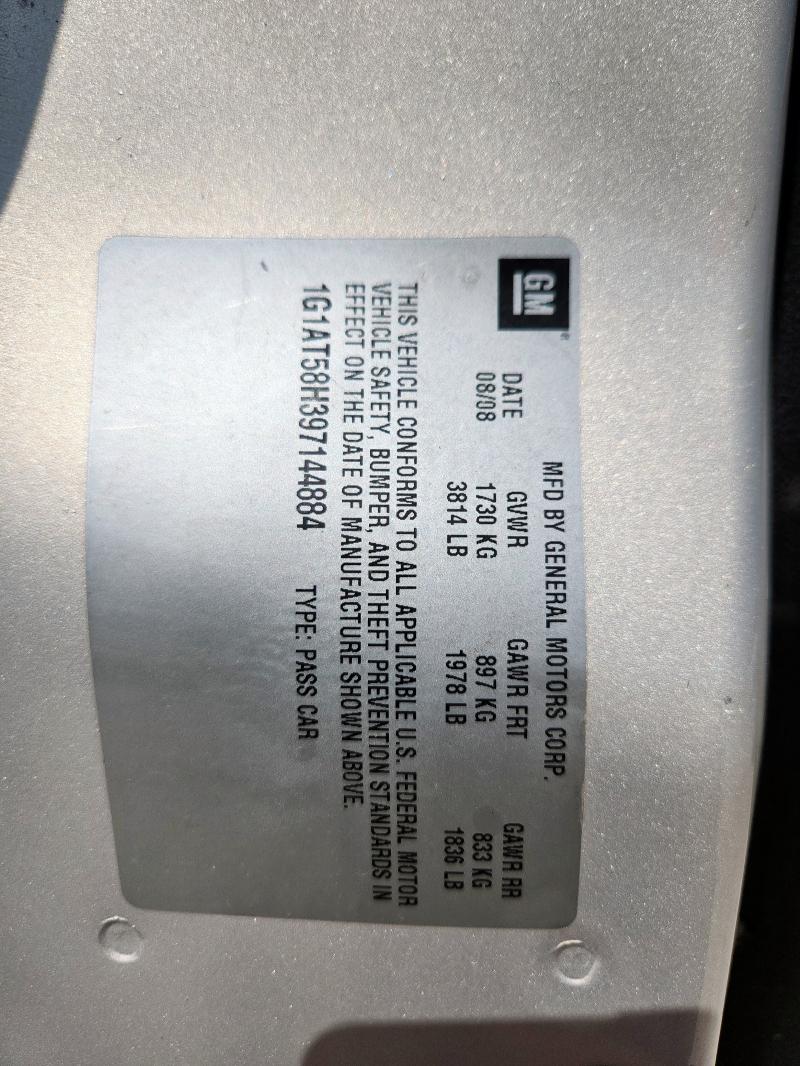 GM®
MFD BY GENERAL MOTORS CORP.
DATE GVWR GAWR FRT GAWR RR
08/08 1730 KG 897 KG 833 KG
3814 LB 1978 LB 1836 LB
THIS VEHICLE CONFORMS TO ALL APPLICABLE U.S. FEDERAL MOTOR
VEHICLE SAFETY, BUMPER, AND THEFT PREVENTION STANDARDS IN
EFFECT ON THE DATE OF MANUFACTURE SHOWN ABOVE.
1G1AT58H397144884 TYPE: PASS CAR